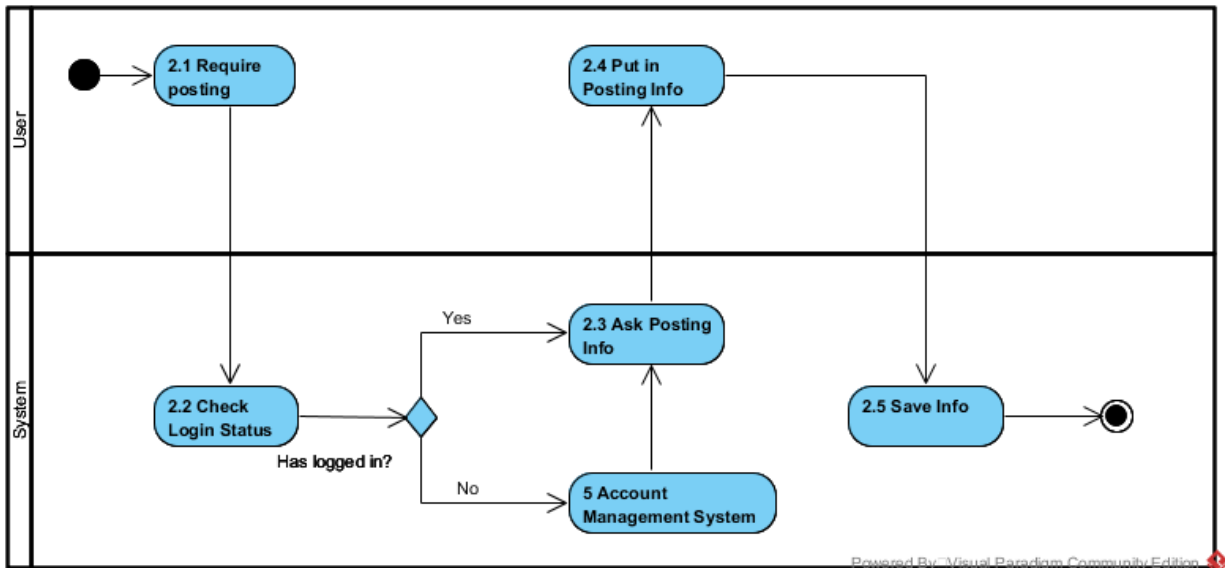 User
2.1 Require
posting
2.4 Put in
Posting Info
System
Yes
2.3 Ask Posting
Info
2.2 Check
Login Status
Has logged in?
2.5 Save Info
No
5 Account
Management System
Powered By Visual Paradigm Community Edition